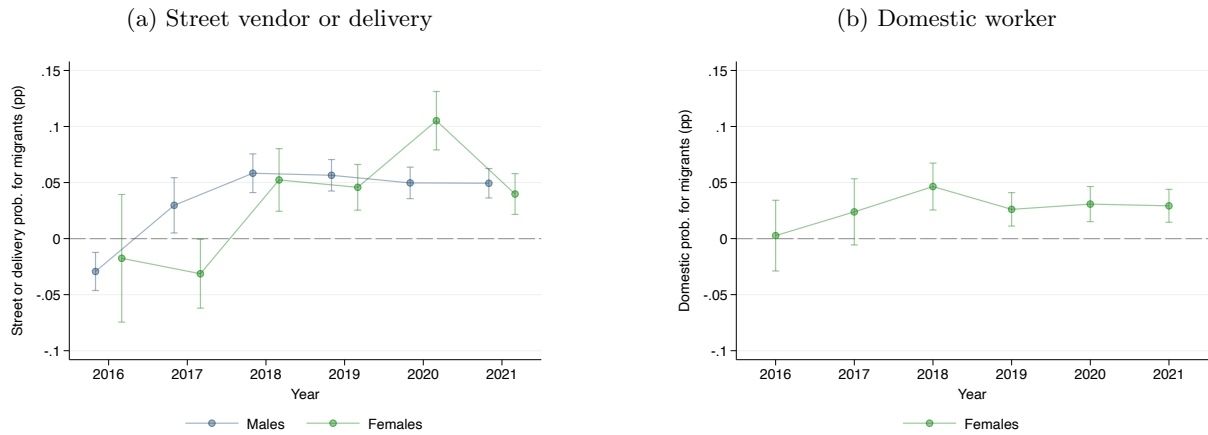 (a) Street vendor or delivery
Street or delivery prob. for migrants (pp)
.15
.1
.05
0
-.05
-.1
2016 2017 2018 2019 2020 2021
Year
Males Females
(b) Domestic worker
Domestic prob. for migrants (pp)
.15
.1
.05
0
-.05
-.1
2016 2017 2018 2019 2020 2021
Year
Females